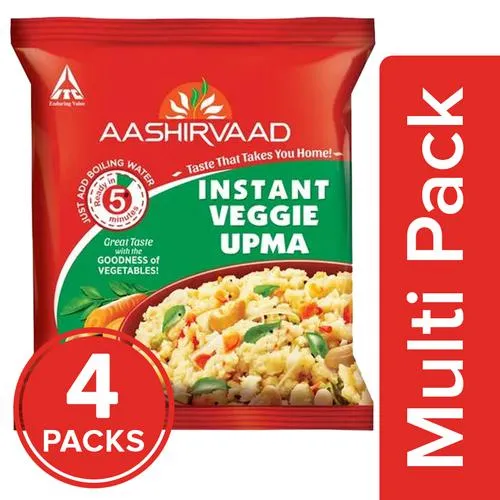 ITC
Enduring Value
AASHIRVAAD
Taste That Takes You Home!
JUST ADD BOILING WATER
Ready in
5
minutes
Great Taste
with the
GOODNESS of
VEGETABLES!
INSTANT
VEGGIE
UPMA
4
PACKS
Multi Pack